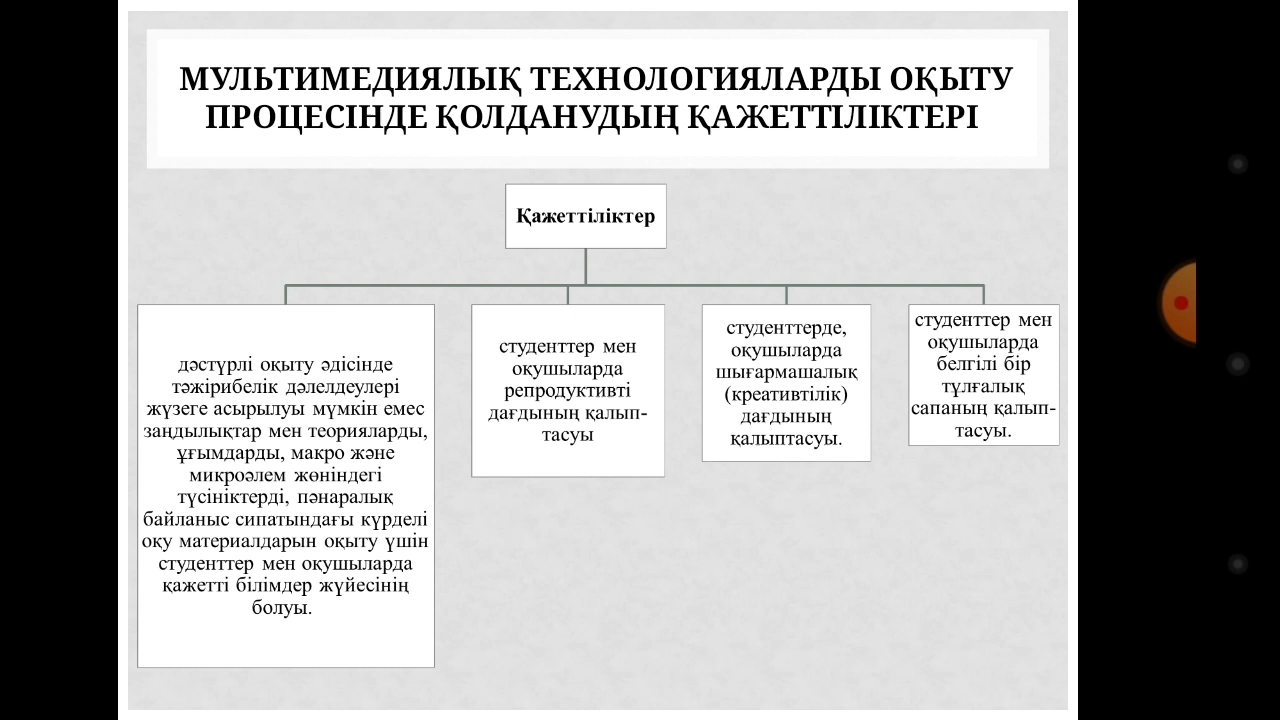 МУЛЬТИМЕДИЯЛЫҚ ТЕХНОЛОГИЯЛАРДЫ ОҚЫТУ
ПРОЦЕСІНДЕ ҚОЛДАНУДЫҢ ҚАЖЕТТІЛІКТЕРІ
Қажеттіліктер
дәстүрлі оқыту әдісінде
тәжірибелік дәлелдеулері
жүзеге асырылуы мүмкін емес
заңдылықтар мен теорияларды,
ұғымдарды, макро және
микроәлем жөніндегі
түсініктерді, пәнаралық
байланыс сипатындағы күрделі
оқу материалдарын оқыту үшін
студенттер мен оқушыларда
қажетті білімдер жүйесінің
болуы.
студенттер мен
оқушыларда
репродуктивті
дағдының қалып-
тасуы
студенттерде,
оқушыларда
шығармашалық
(креативтілік)
дағдының
қалыптасуы.
студенттер мен
оқушыларда
белгілі бір
тұлғалық
сапаның қалып-
тасуы.